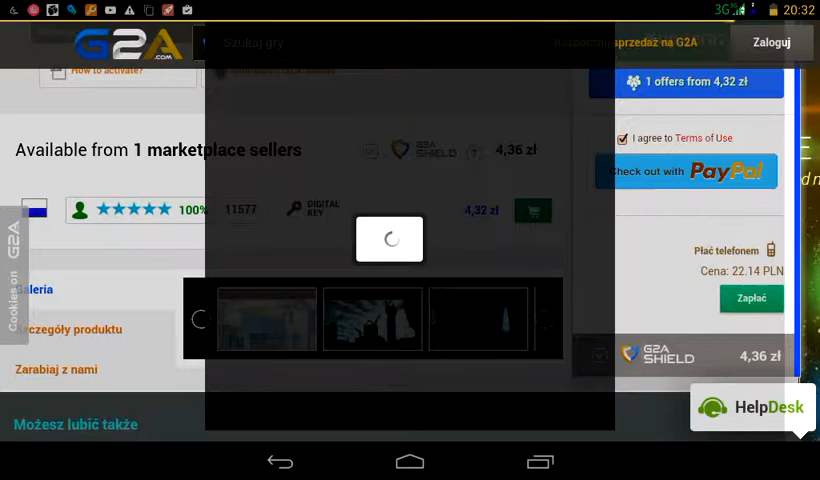 3G
20:32
G2A
.COM
Szukaj gry
sprzedaż na G2A
Zaloguj
How to activate?
1 offers from 4,32 zł
I agree to Terms of Use
Available from 1 marketplace sellers
G2A
SHIELD
4,36 zł
Check out with PayPal
100%
11577
DIGITAL
KEY
4,32 zł
Cookies on G2A
Płać telefonem
Cena: 22.14 PLN
Zapłać
Galeria
Szczegóły produktu
G2A
SHIELD
4,36 zł
Zarabiaj z nami
HelpDesk
Możesz lubić także